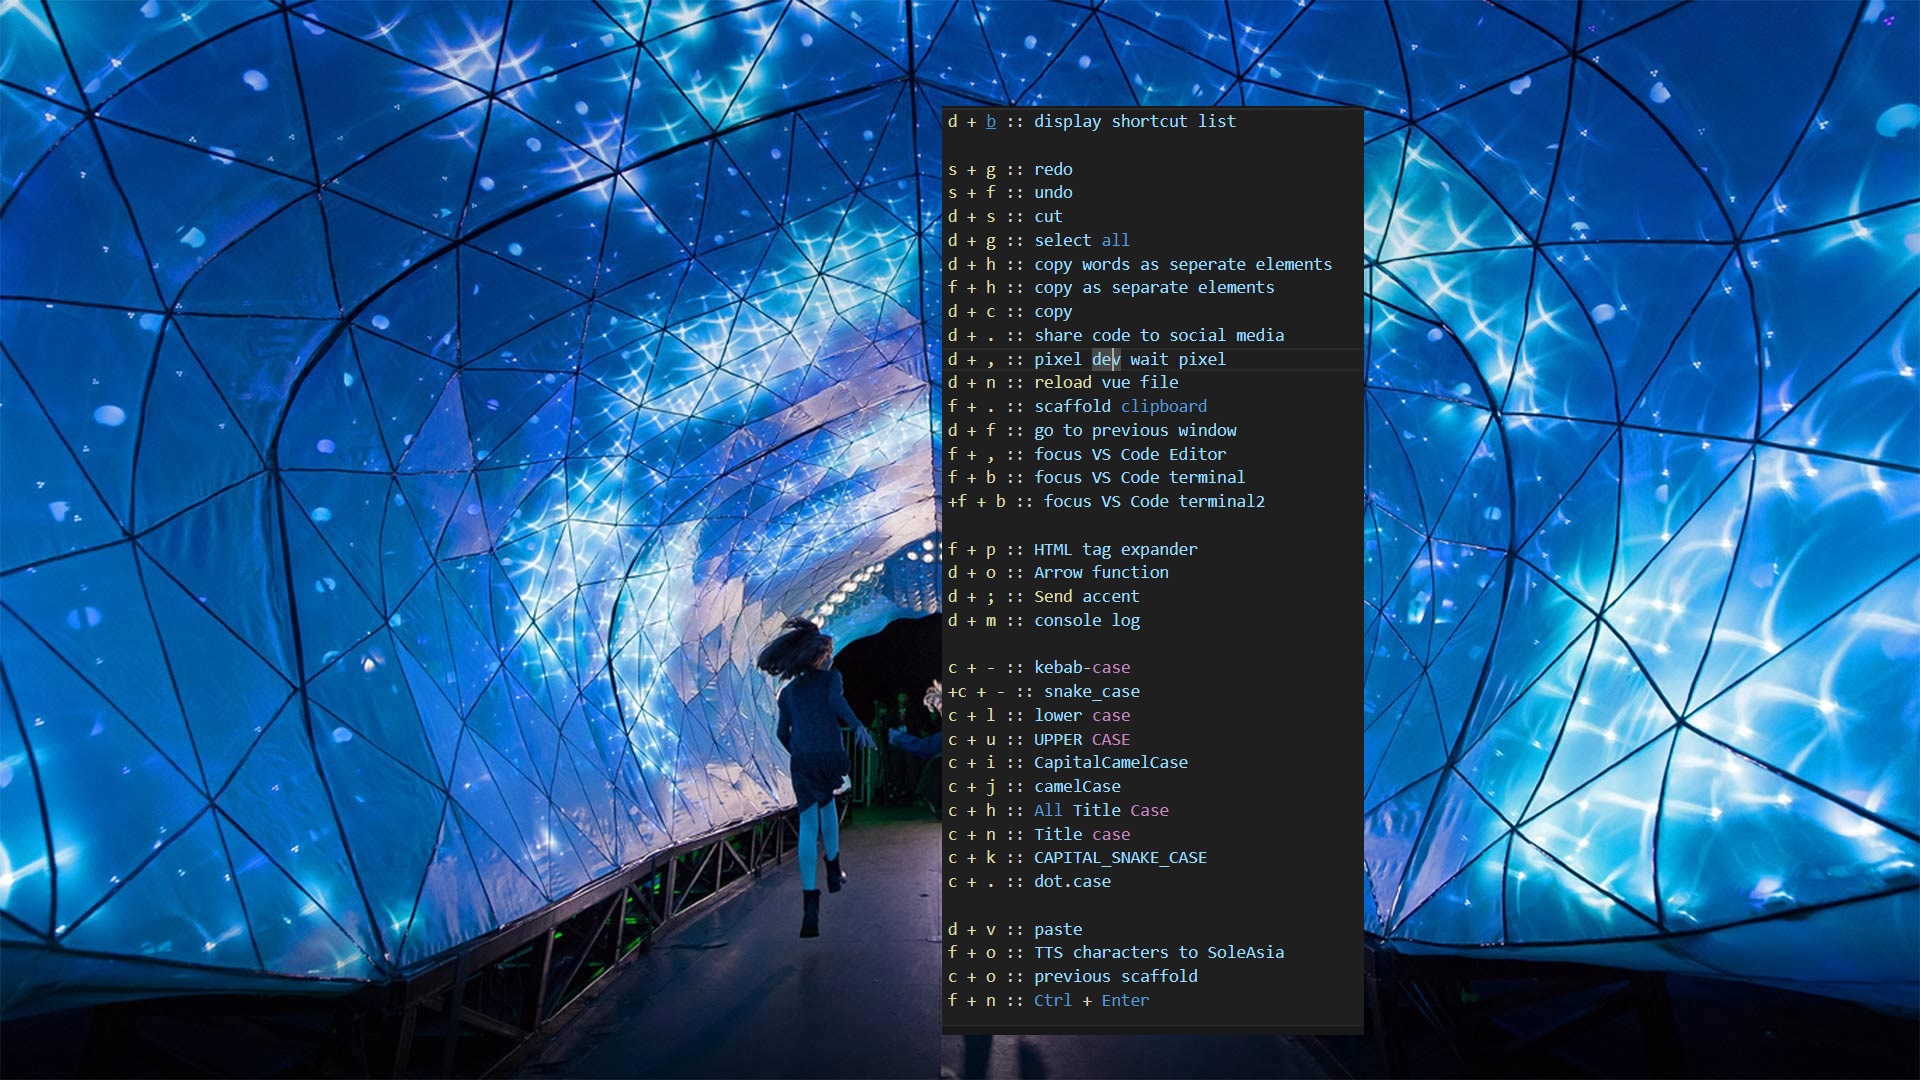 d + b :: display shortcut list
s + g :: redo
s + f :: undo
d + s :: cut
d + g :: select all
d + h :: copy words as seperate elements
f + h :: copy as separate elements
d + c :: copy
d + . :: share code to social media
d + , :: pixel dev wait pixel
d + n :: reload vue file
f + . :: scaffold clipboard
d + f :: go to previous window
f + , :: focus VS Code Editor
f + b :: focus VS Code terminal
+f + b :: focus VS Code terminal2
f + p :: HTML tag expander
d + o :: Arrow function
d + ; :: Send accent
d + m :: console log
c + - :: kebab-case
+c + - :: snake_case
c + l :: lower case
c + u :: UPPER CASE
c + i :: CapitalCamelCase
c + j :: camelCase
c + h :: All Title Case
c + n :: Title case
c + k :: CAPITAL_SNAKE_CASE
c + . :: dot.case
d + v :: paste
f + o :: TTS characters to SoleAsia
c + o :: previous scaffold
f + n :: Ctrl + Enter